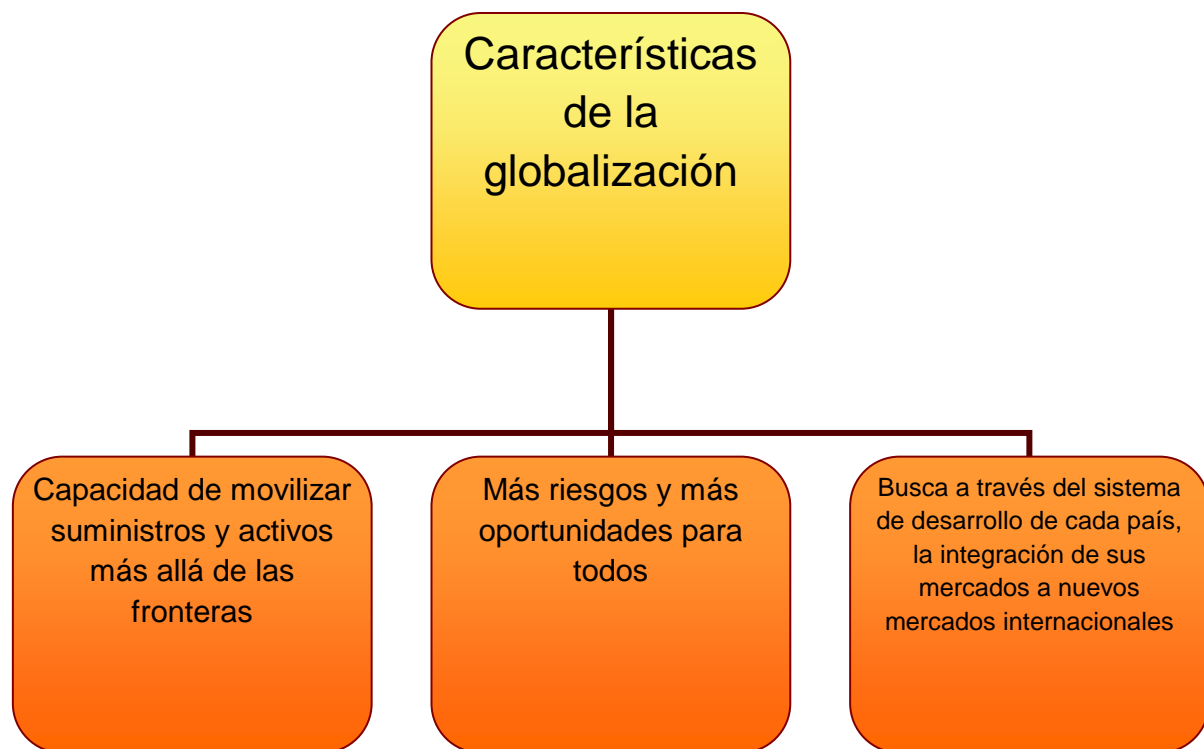 Características
de la
globalización
Capacidad de movilizar
suministros y activos
más allá de las
fronteras
Más riesgos y más
oportunidades para
todos
Busca a través del sistema
de desarrollo de cada país,
la integración de sus
mercados a nuevos
mercados internacionales